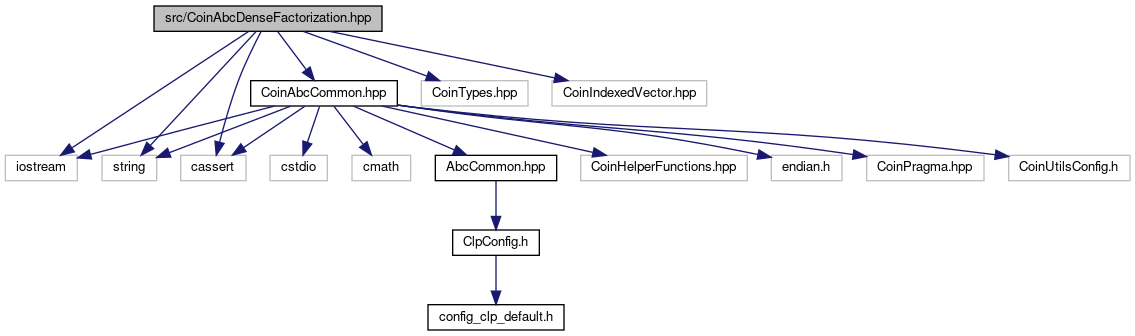 src/CoinAbcDenseFactorization.hpp
CoinAbcCommon.hpp
CoinTypes.hpp
CoinIndexedVector.hpp
iostream
string
cassert
cstdio
cmath
AbcCommon.hpp
CoinHelperFunctions.hpp
endian.h
CoinPragma.hpp
CoinUtilsConfig.h
ClpConfig.h
config_clp_default.h